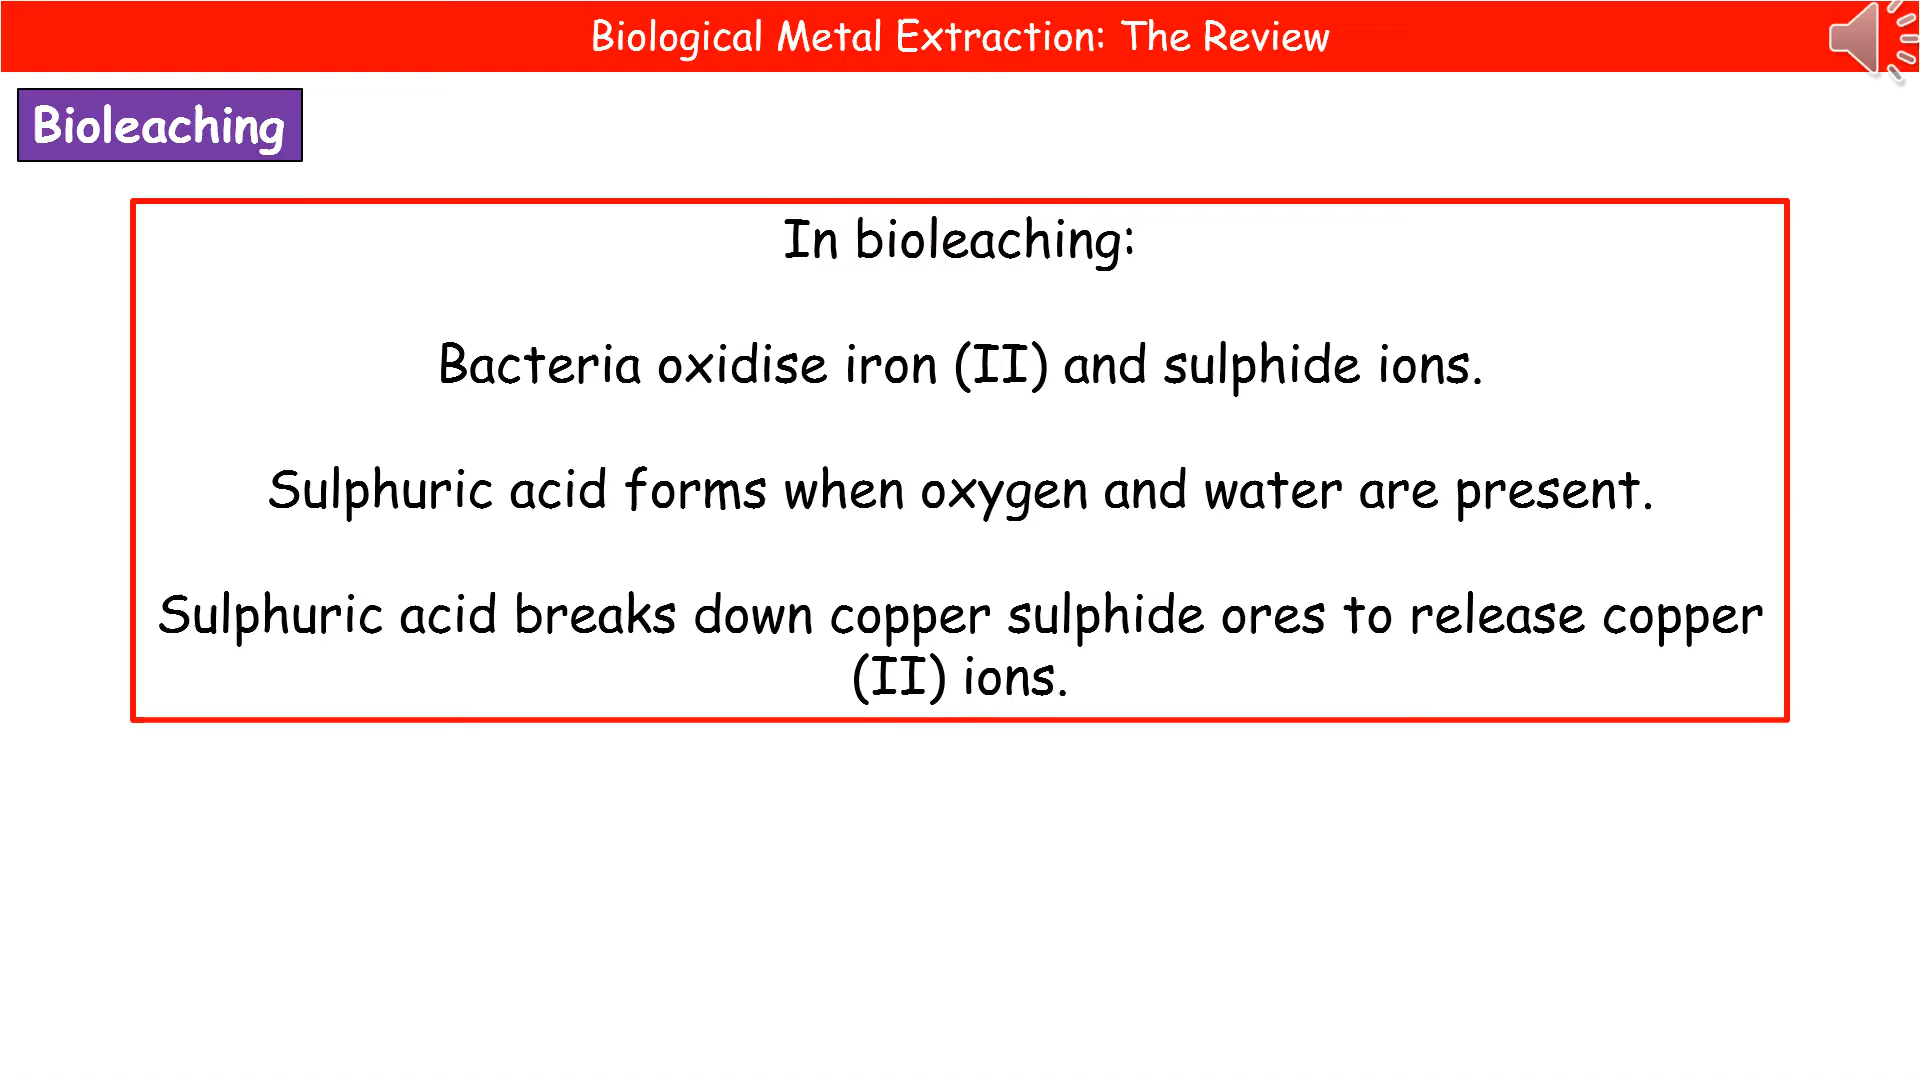 Biological Metal Extraction: The Review
Bioleaching
In bioleaching:
Bacteria oxidise iron (II) and sulphide ions.
Sulphuric acid forms when oxygen and water are present.
Sulphuric acid breaks down copper sulphide ores to release copper
(II) ions.